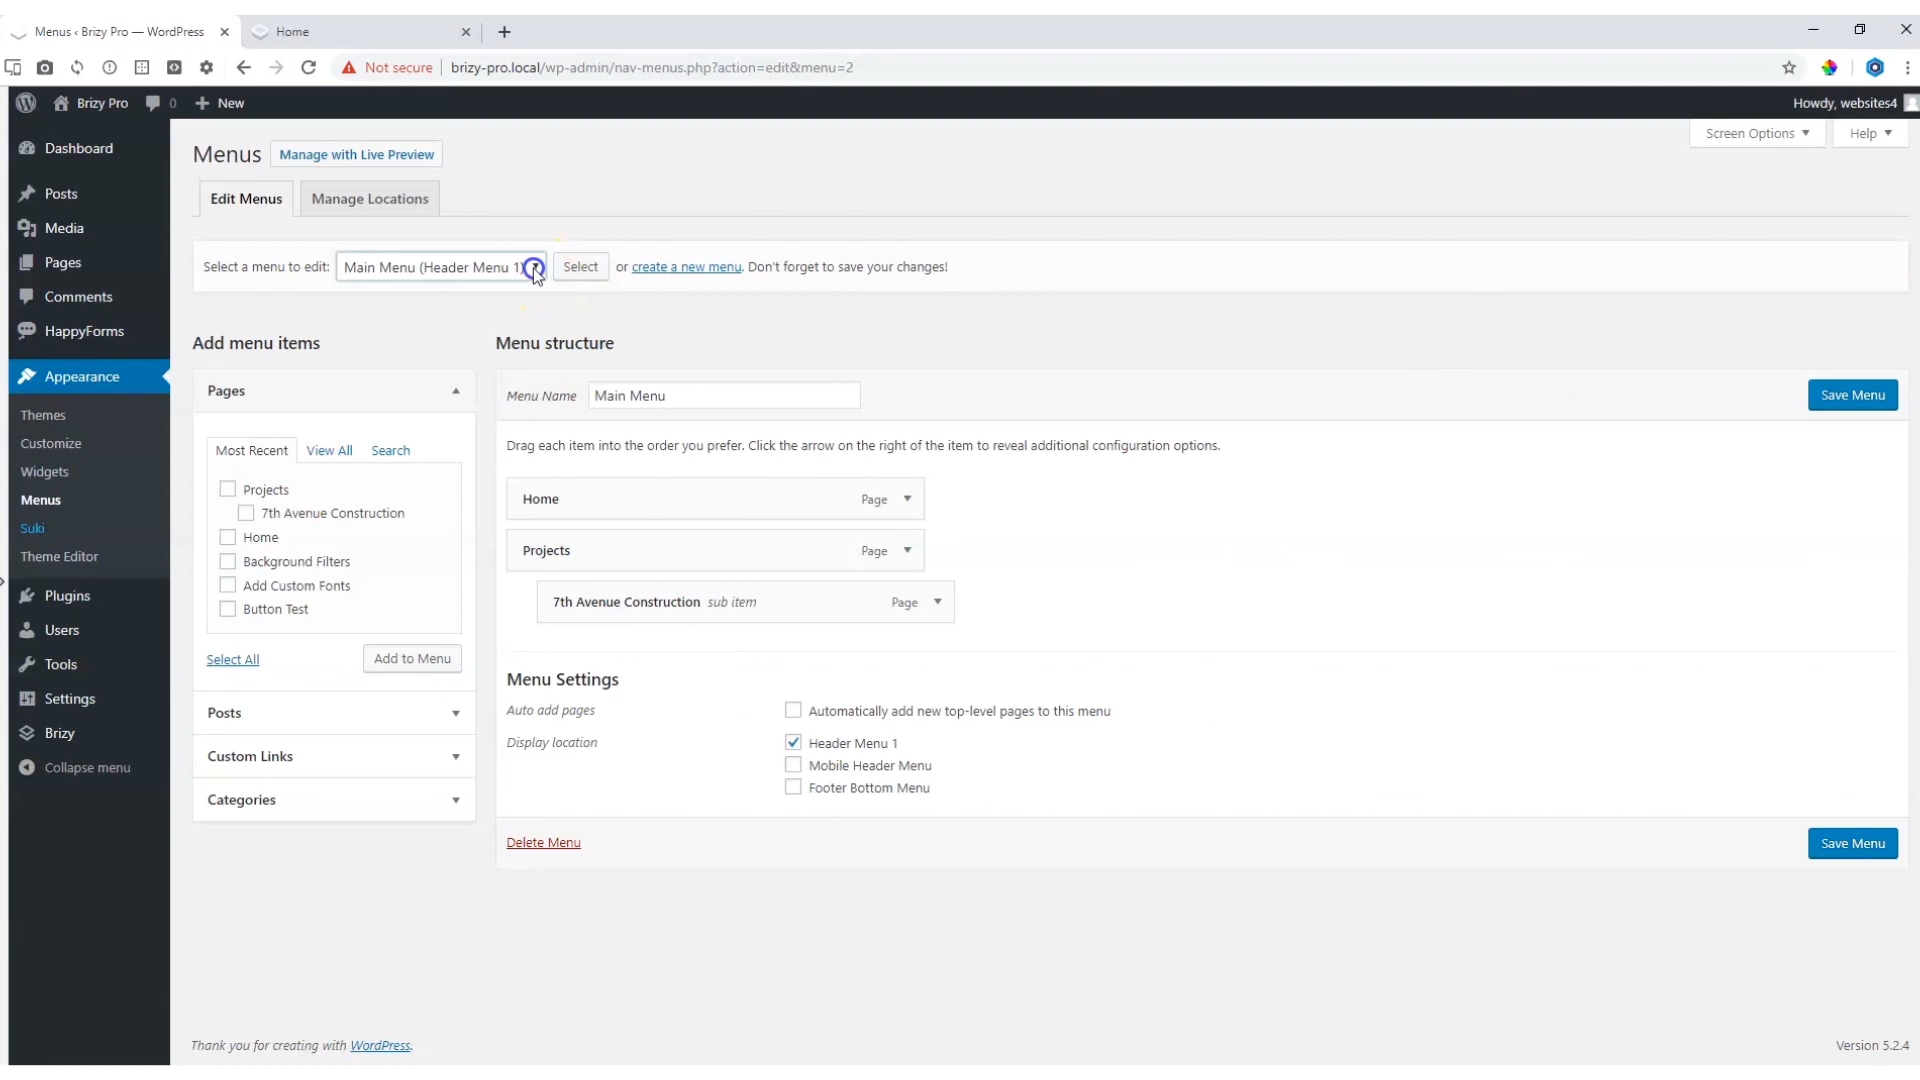 Menus ‹ Brizy Pro — WordPress
Home
Not secure
brizy-pro.local/wp-admin/nav-menus.php?action=edit&menu=2
Brizy Pro
0
New
Howdy, websites4
Screen Options
Help
Dashboard
Posts
Media
Pages
Comments
HappyForms
Appearance
Themes
Customize
Widgets
Menus
Suki
Theme Editor
Plugins
Users
Tools
Settings
Brizy
Collapse menu
Menus
Manage with Live Preview
Edit Menus
Manage Locations
Select a menu to edit:
Main Menu (Header Menu 1)
Select
or create a new menu. Don't forget to save your changes!
Add menu items
Pages
Most Recent
View All
Search
Projects
7th Avenue Construction
Home
Background Filters
Add Custom Fonts
Button Test
Select All
Add to Menu
Posts
Custom Links
Categories
Menu structure
Menu Name
Main Menu
Save Menu
Drag each item into the order you prefer. Click the arrow on the right of the item to reveal additional configuration options.
Home
Page
Projects
Page
7th Avenue Construction sub item
Page
Menu Settings
Auto add pages
Automatically add new top-level pages to this menu
Display location
Header Menu 1
Mobile Header Menu
Footer Bottom Menu
Delete Menu
Save Menu
Thank you for creating with WordPress.
Version 5.2.4